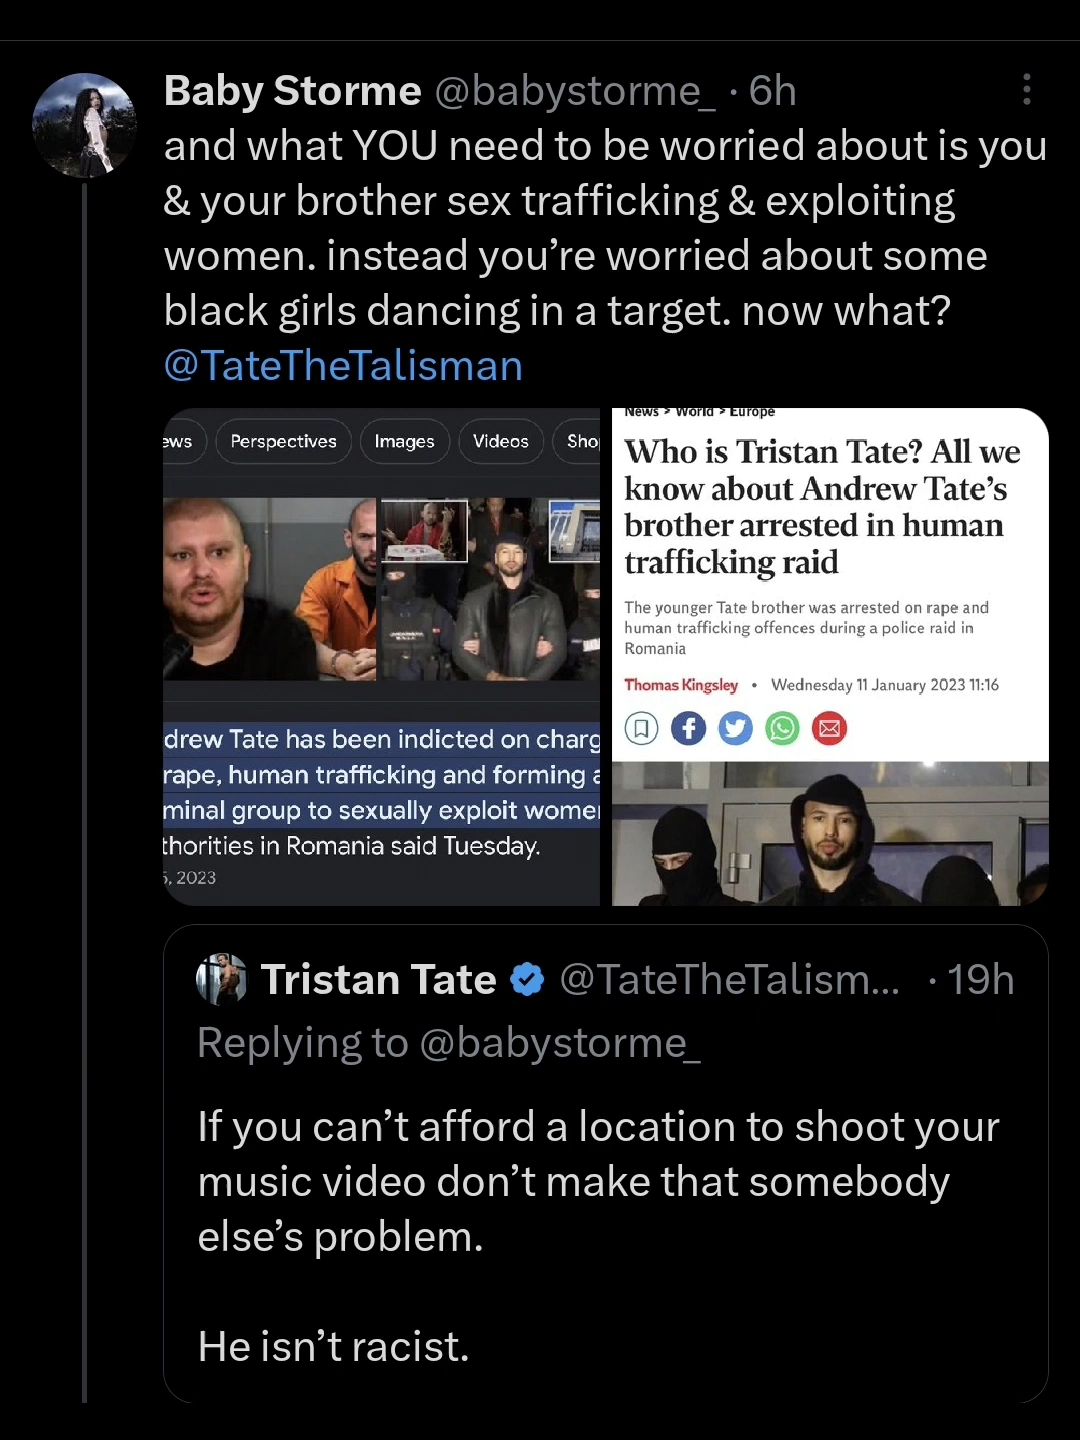 Baby Storme @babystorme_ · 6h
and what YOU need to be worried about is you
& your brother sex trafficking & exploiting
women. instead you’re worried about some
black girls dancing in a target. now what?
@TateTheTalisman
ews Perspectives Images Videos Sho
drew Tate has been indicted on charg
rape, human trafficking and forming a
minal group to sexually exploit women
thorities in Romania said Tuesday.
5, 2023
News > World > Europe
Who is Tristan Tate? All we
know about Andrew Tate’s
brother arrested in human
trafficking raid
The younger Tate brother was arrested on rape and
human trafficking offences during a police raid in
Romania
Thomas Kingsley • Wednesday 11 January 2023 11:16
Tristan Tate @TateTheTalism... · 19h
Replying to @babystorme_
If you can’t afford a location to shoot your
music video don’t make that somebody
else’s problem.
He isn’t racist.